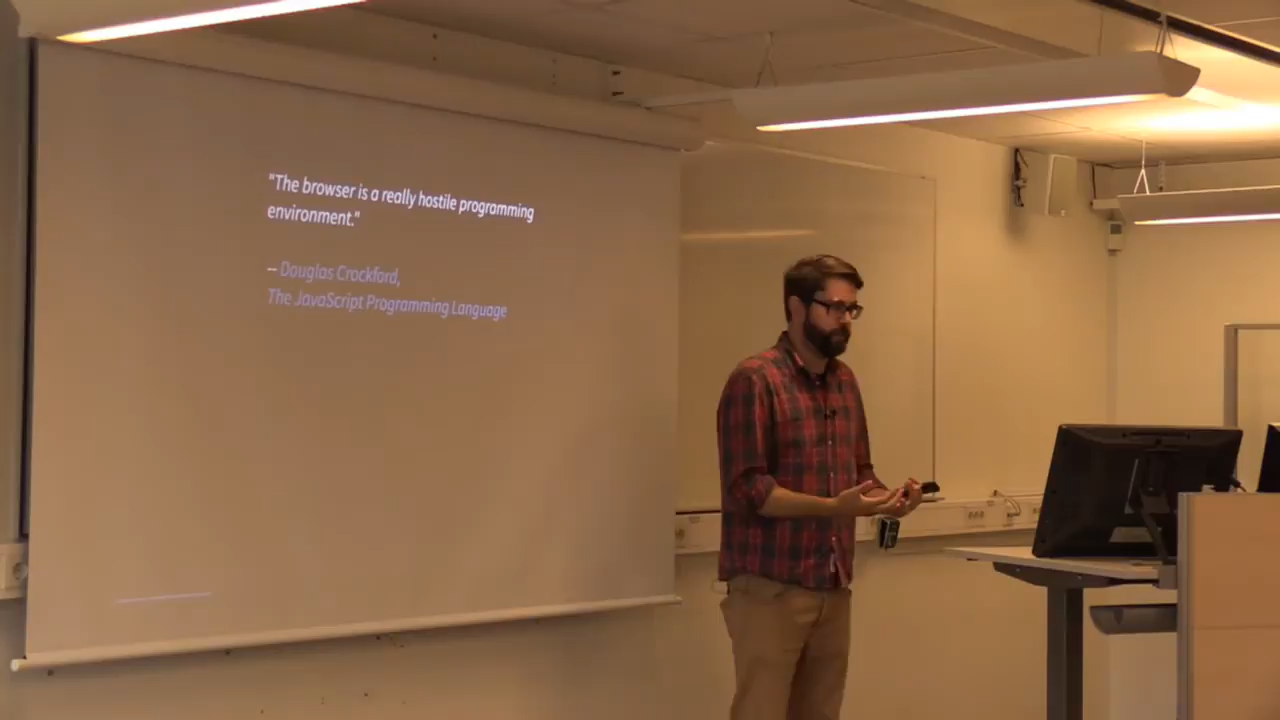 "The browser is a really hostile programming
environment."
-- Douglas Crockford,
The JavaScript Programming Language